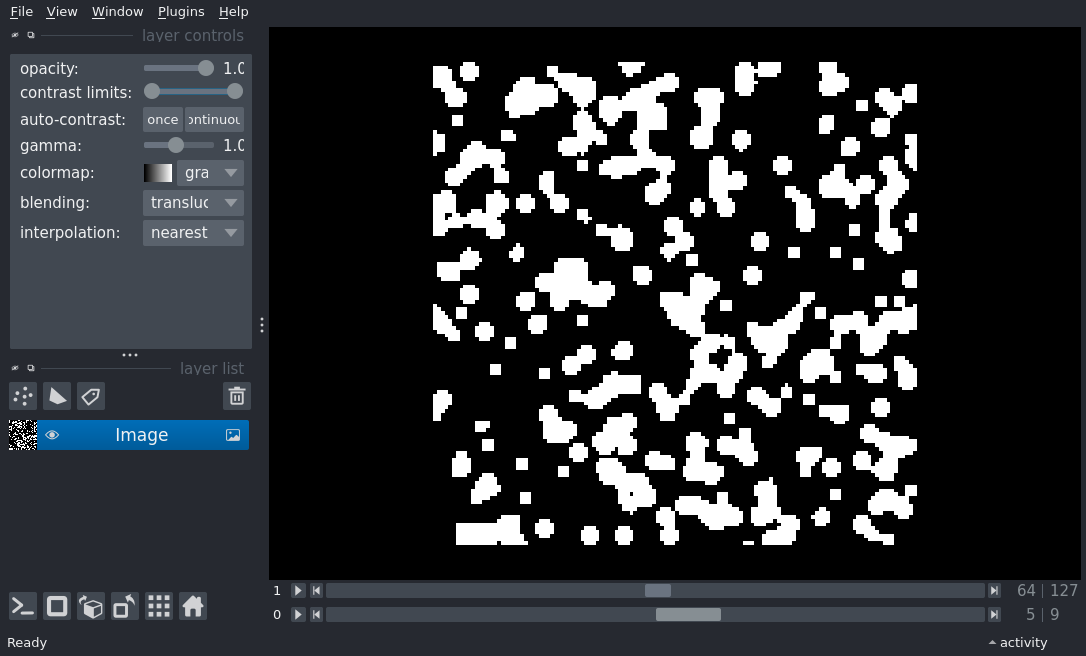 File View Window Plugins Help
layer controls
opacity: 1.0
contrast limits:
auto-contrast: once ontinuou
gamma: 1.0
colormap: gra
blending: transluc
interpolation: nearest
layer list
Image
1 64 127
0 5 9
Ready activity